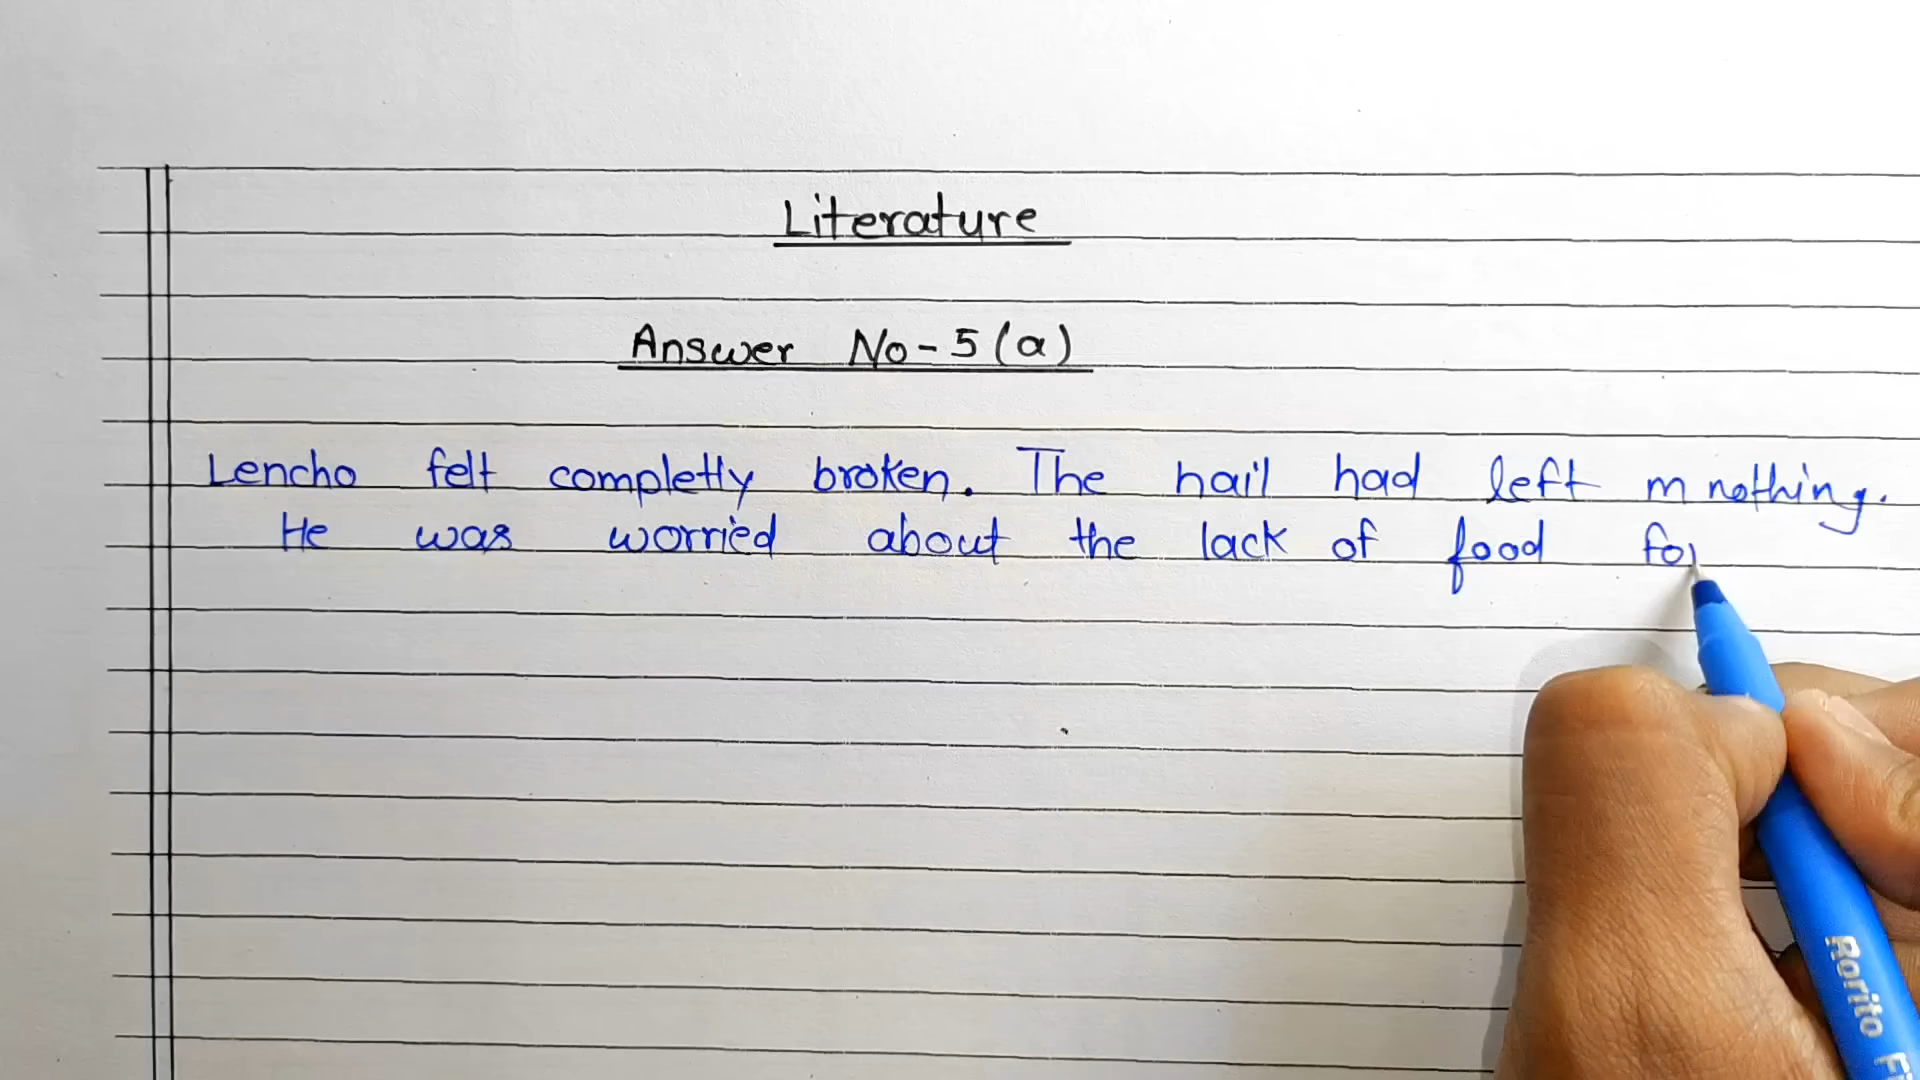 Literature
Answer No-5(a)
Lencho felt completly broken. The hail had left m nothing.
He was worried about the lack of food fo
Rorito